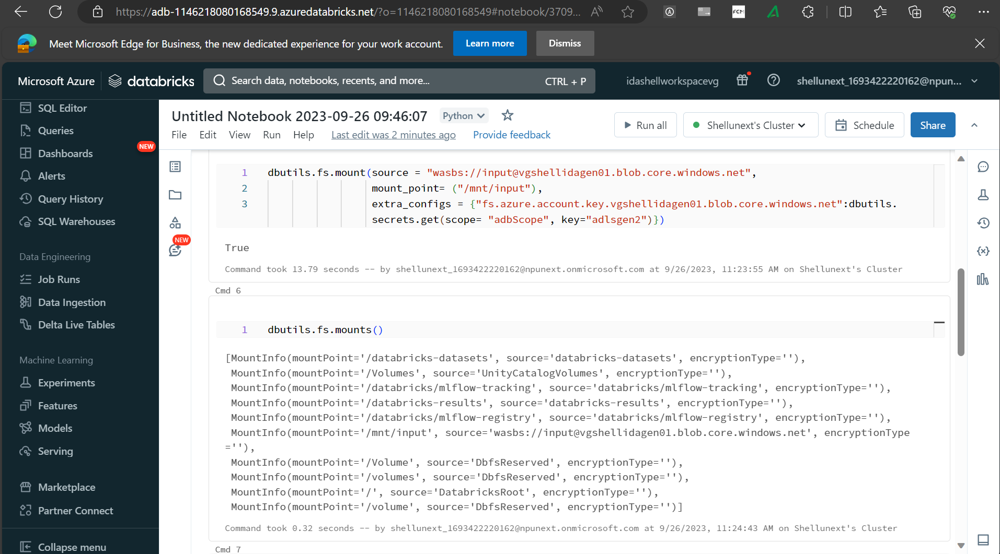 https://adb-1146218080168549.9.azuredatabricks.net/?o=1146218080168549#notebook/3709...
FCM
Meet Microsoft Edge for Business, the new dedicated experience for your work account.
Learn more
Dismiss
Microsoft Azure
databricks
Search data, notebooks, recents, and more...
CTRL + P
idashellworkspacevg
shellunext_1693422220162@npun...
SQL Editor
Queries
Dashboards
NEW
Alerts
Query History
SQL Warehouses
Data Engineering
Job Runs
Data Ingestion
Delta Live Tables
Machine Learning
Experiments
Features
Models
Serving
Marketplace
Partner Connect
Collapse menu
Untitled Notebook 2023-09-26 09:46:07
Python
File Edit View Run Help Last edit was 2 minutes ago Provide feedback
Run all
Shellunext's Cluster
Schedule
Share
NEW
1 dbutils.fs.mount(source = "wasbs://input@vgshellidagen01.blob.core.windows.net",
2 mount_point= ("/mnt/input"),
3 extra_configs = {"fs.azure.account.key.vgshellidagen01.blob.core.windows.net":dbutils.
secrets.get(scope= "adbScope", key="adlsgen2")})
True
Command took 13.79 seconds -- by shellunext_1693422220162@npunext.onmicrosoft.com at 9/26/2023, 11:23:55 AM on Shellunext's Cluster
Cmd 6
1 dbutils.fs.mounts()
[MountInfo(mountPoint='/databricks-datasets', source='databricks-datasets', encryptionType=''),
MountInfo(mountPoint='/Volumes', source='UnityCatalogVolumes', encryptionType=''),
MountInfo(mountPoint='/databricks/mlflow-tracking', source='databricks/mlflow-tracking', encryptionType=''),
MountInfo(mountPoint='/databricks-results', source='databricks-results', encryptionType=''),
MountInfo(mountPoint='/databricks/mlflow-registry', source='databricks/mlflow-registry', encryptionType=''),
MountInfo(mountPoint='/mnt/input', source='wasbs://input@vgshellidagen01.blob.core.windows.net', encryptionType
=''),
MountInfo(mountPoint='/Volume', source='DbfsReserved', encryptionType=''),
MountInfo(mountPoint='/volumes', source='DbfsReserved', encryptionType=''),
MountInfo(mountPoint='/', source='DatabricksRoot', encryptionType=''),
MountInfo(mountPoint='/volume', source='DbfsReserved', encryptionType='')]
Command took 0.32 seconds -- by shellunext_1693422220162@npunext.onmicrosoft.com at 9/26/2023, 11:24:43 AM on Shellunext's Cluster
Cmd 7